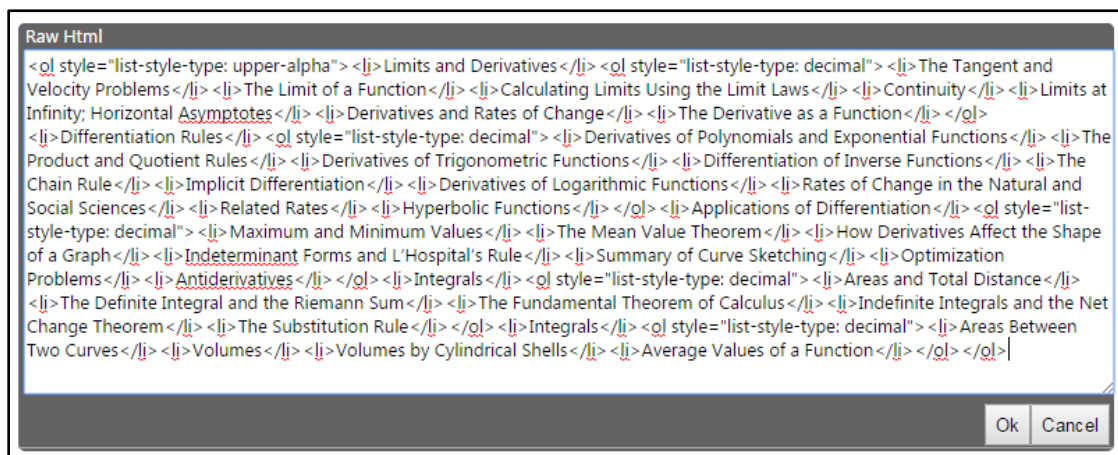 Raw Html
<ol style="list-style-type: upper-alpha"><li>Limits and Derivatives</li><ol style="list-style-type: decimal"><li>The Tangent and
Velocity Problems</li><li>The Limit of a Function</li><li>Calculating Limits Using the Limit Laws</li><li>Continuity</li><li>Limits at
Infinity; Horizontal Asymptotes</li><li>Derivatives and Rates of Change</li><li>The Derivative as a Function</li></ol>
<li>Differentiation Rules</li><ol style="list-style-type: decimal"><li>Derivatives of Polynomials and Exponential Functions</li><li>The
Product and Quotient Rules</li><li>Derivatives of Trigonometric Functions</li><li>Differentiation of Inverse Functions</li><li>The
Chain Rule</li><li>Implicit Differentiation</li><li>Derivatives of Logarithmic Functions</li><li>Rates of Change in the Natural and
Social Sciences</li><li>Related Rates</li><li>Hyperbolic Functions</li></ol><li>Applications of Differentiation</li><ol style="list-
style-type: decimal"><li>Maximum and Minimum Values</li><li>The Mean Value Theorem</li><li>How Derivatives Affect the Shape
of a Graph</li><li>Indeterminant Forms and L’Hospital's Rule</li><li>Summary of Curve Sketching</li><li>Optimization
Problems</li><li>Antiderivatives</li></ol><li>Integrals</li><ol style="list-style-type: decimal"><li>Areas and Total Distance</li>
<li>The Definite Integral and the Riemann Sum</li><li>The Fundamental Theorem of Calculus</li><li>Indefinite Integrals and the Net
Change Theorem</li><li>The Substitution Rule</li></ol><li>Integrals</li><ol style="list-style-type: decimal"><li>Areas Between
Two Curves</li><li>Volumes</li><li>Volumes by Cylindrical Shells</li><li>Average Values of a Function</li></ol></ol>
Ok Cancel